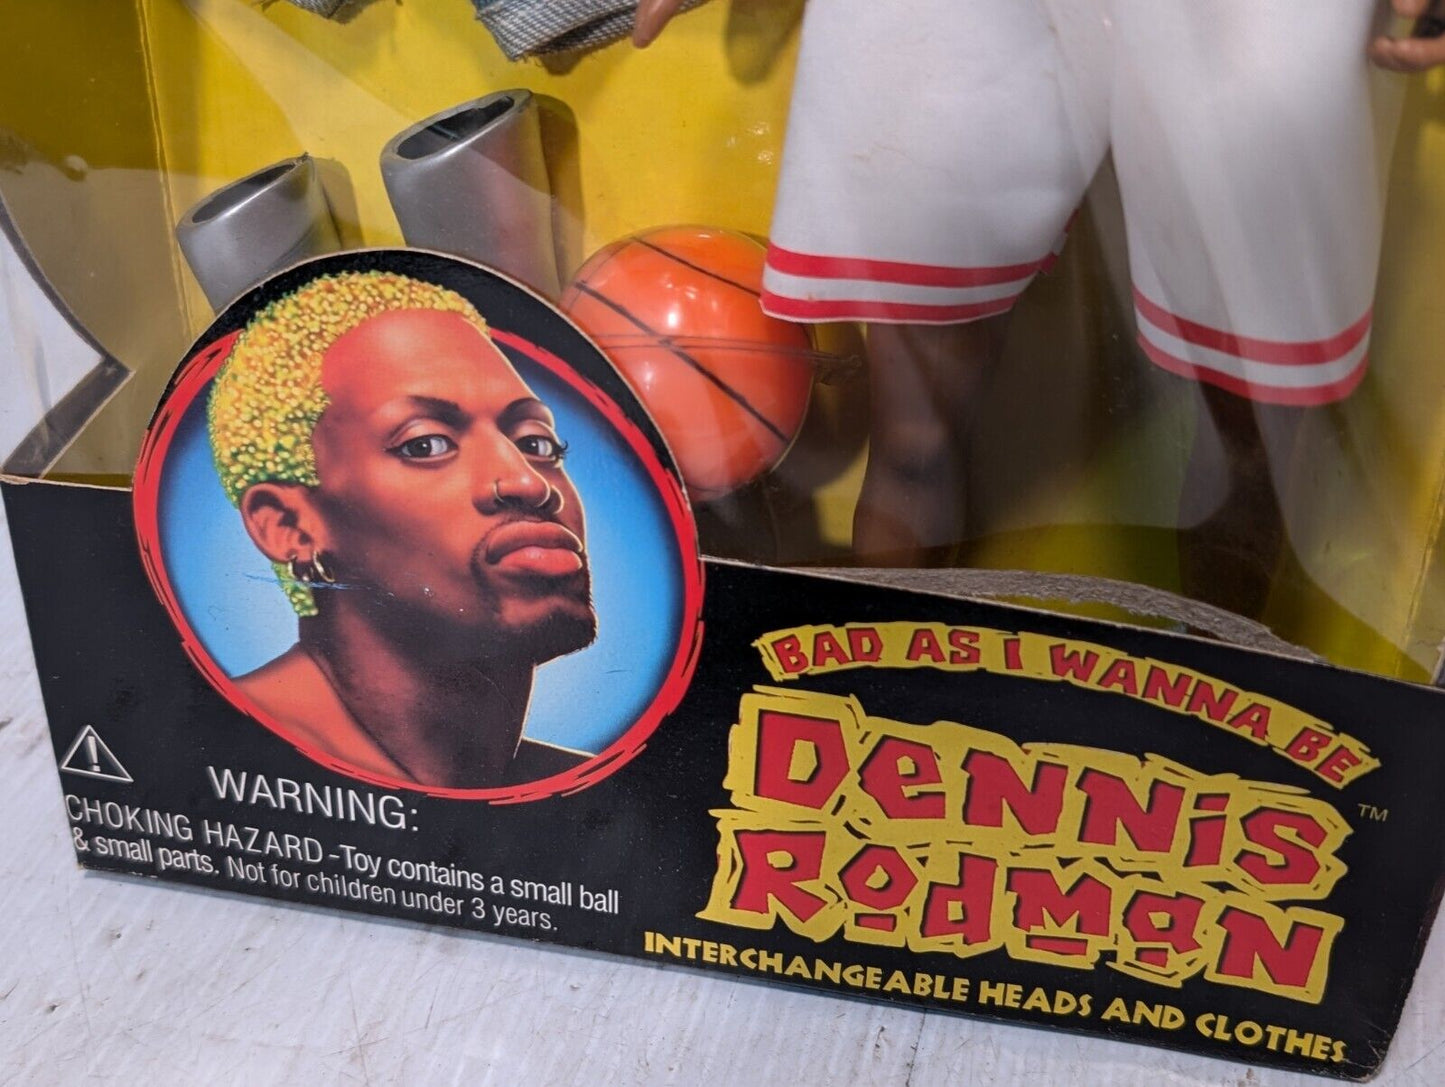 BAD AS I WANNA BE
DENNiS
RODMAN
™
INTERCHANGEABLE HEADS AND CLOTHES
WARNING:
CHOKING HAZARD -Toy contains a small ball
& small parts. Not for children under 3 years.